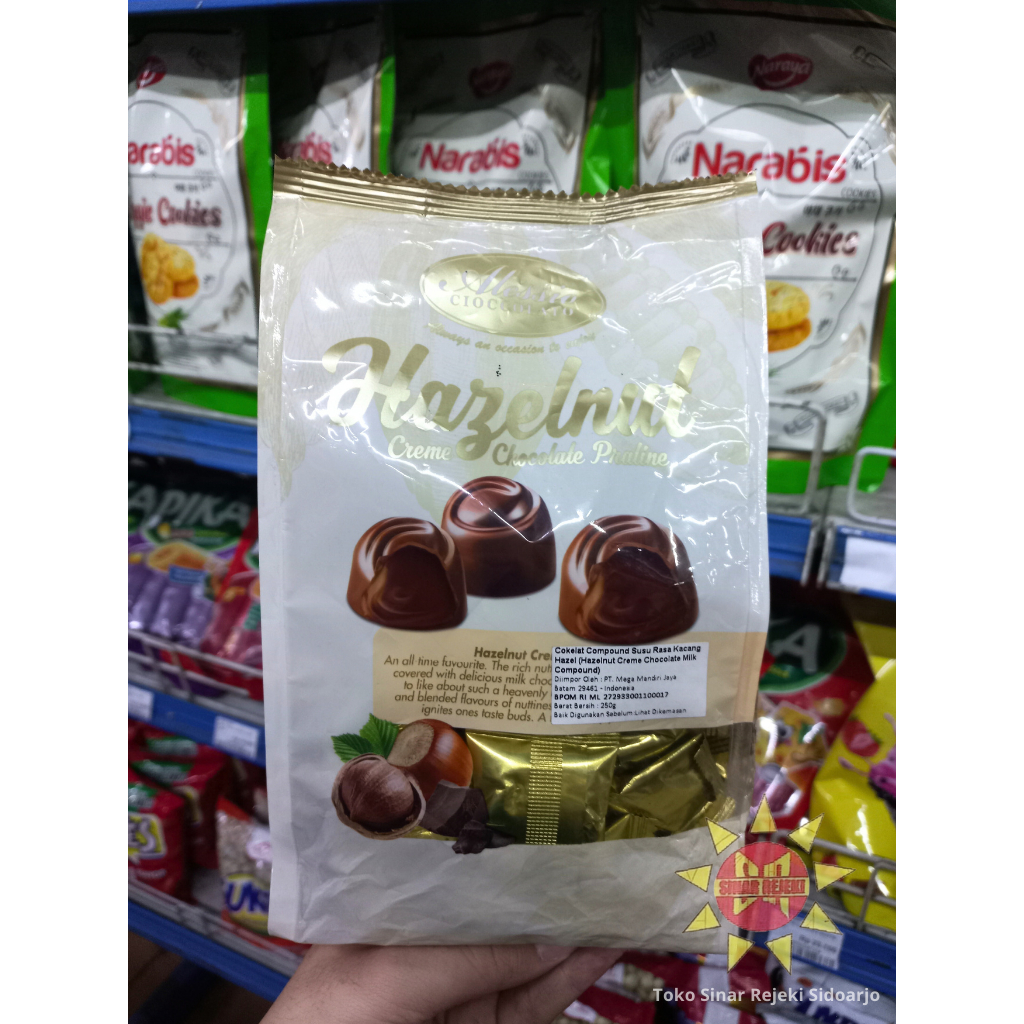 Naraya
Narabis
Narabis
Narabis
Narabis
COOKIES
Cookies
Cookies
CIOCCOLATO
Always an occasion to
Hazelnut
Creme Chocolate Praline
APIKA
Hazelnut Cre
An all time favourite. The rich nut
covered with delicious milk choc
to like about such a heavenly
and blended flavours of nuttines
ignites ones taste buds. A
Cokelat Compound Susu Rasa Kacang
Hazel (Hazelnut Creme Chocolate Milk
Compound)
Diimpor Oleh : PT. Mega Mandiri Jaya
Batam 29461 - Indonesia
BPOM RI ML 272933001100017
Berat Bersih : 250g
Baik Digunakan Sebelum Lihat Dikemasan
SINAR REJEKI
Toko Sinar Rejeki Sidoarjo